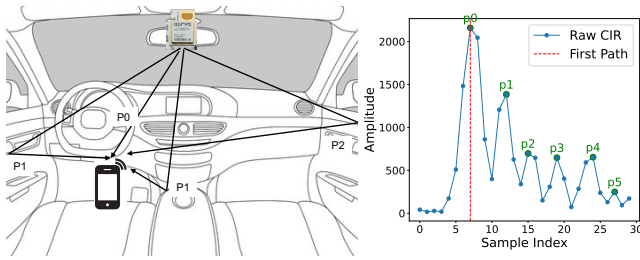 QORVO
P0
P1
P1
P2
p0
p1
p2
p3
p4
p5
Raw CIR
First Path
Amplitude
2000
1500
1000
500
0
0
5
10
15
20
25
30
Sample Index